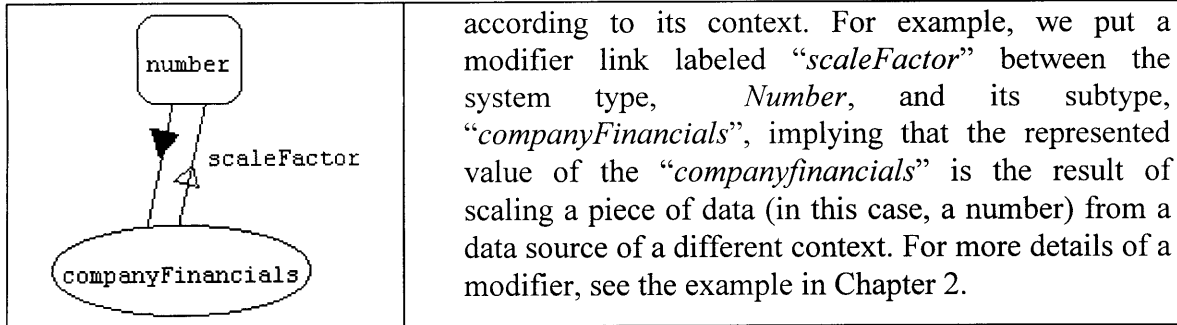 number
scaleFactor
companyFinancials
according to its context. For example, we put a
modifier link labeled “scaleFactor” between the
system type, Number, and its subtype,
“companyFinancials”, implying that the represented
value of the “companyfinancials” is the result of
scaling a piece of data (in this case, a number) from a
data source of a different context. For more details of a
modifier, see the example in Chapter 2.